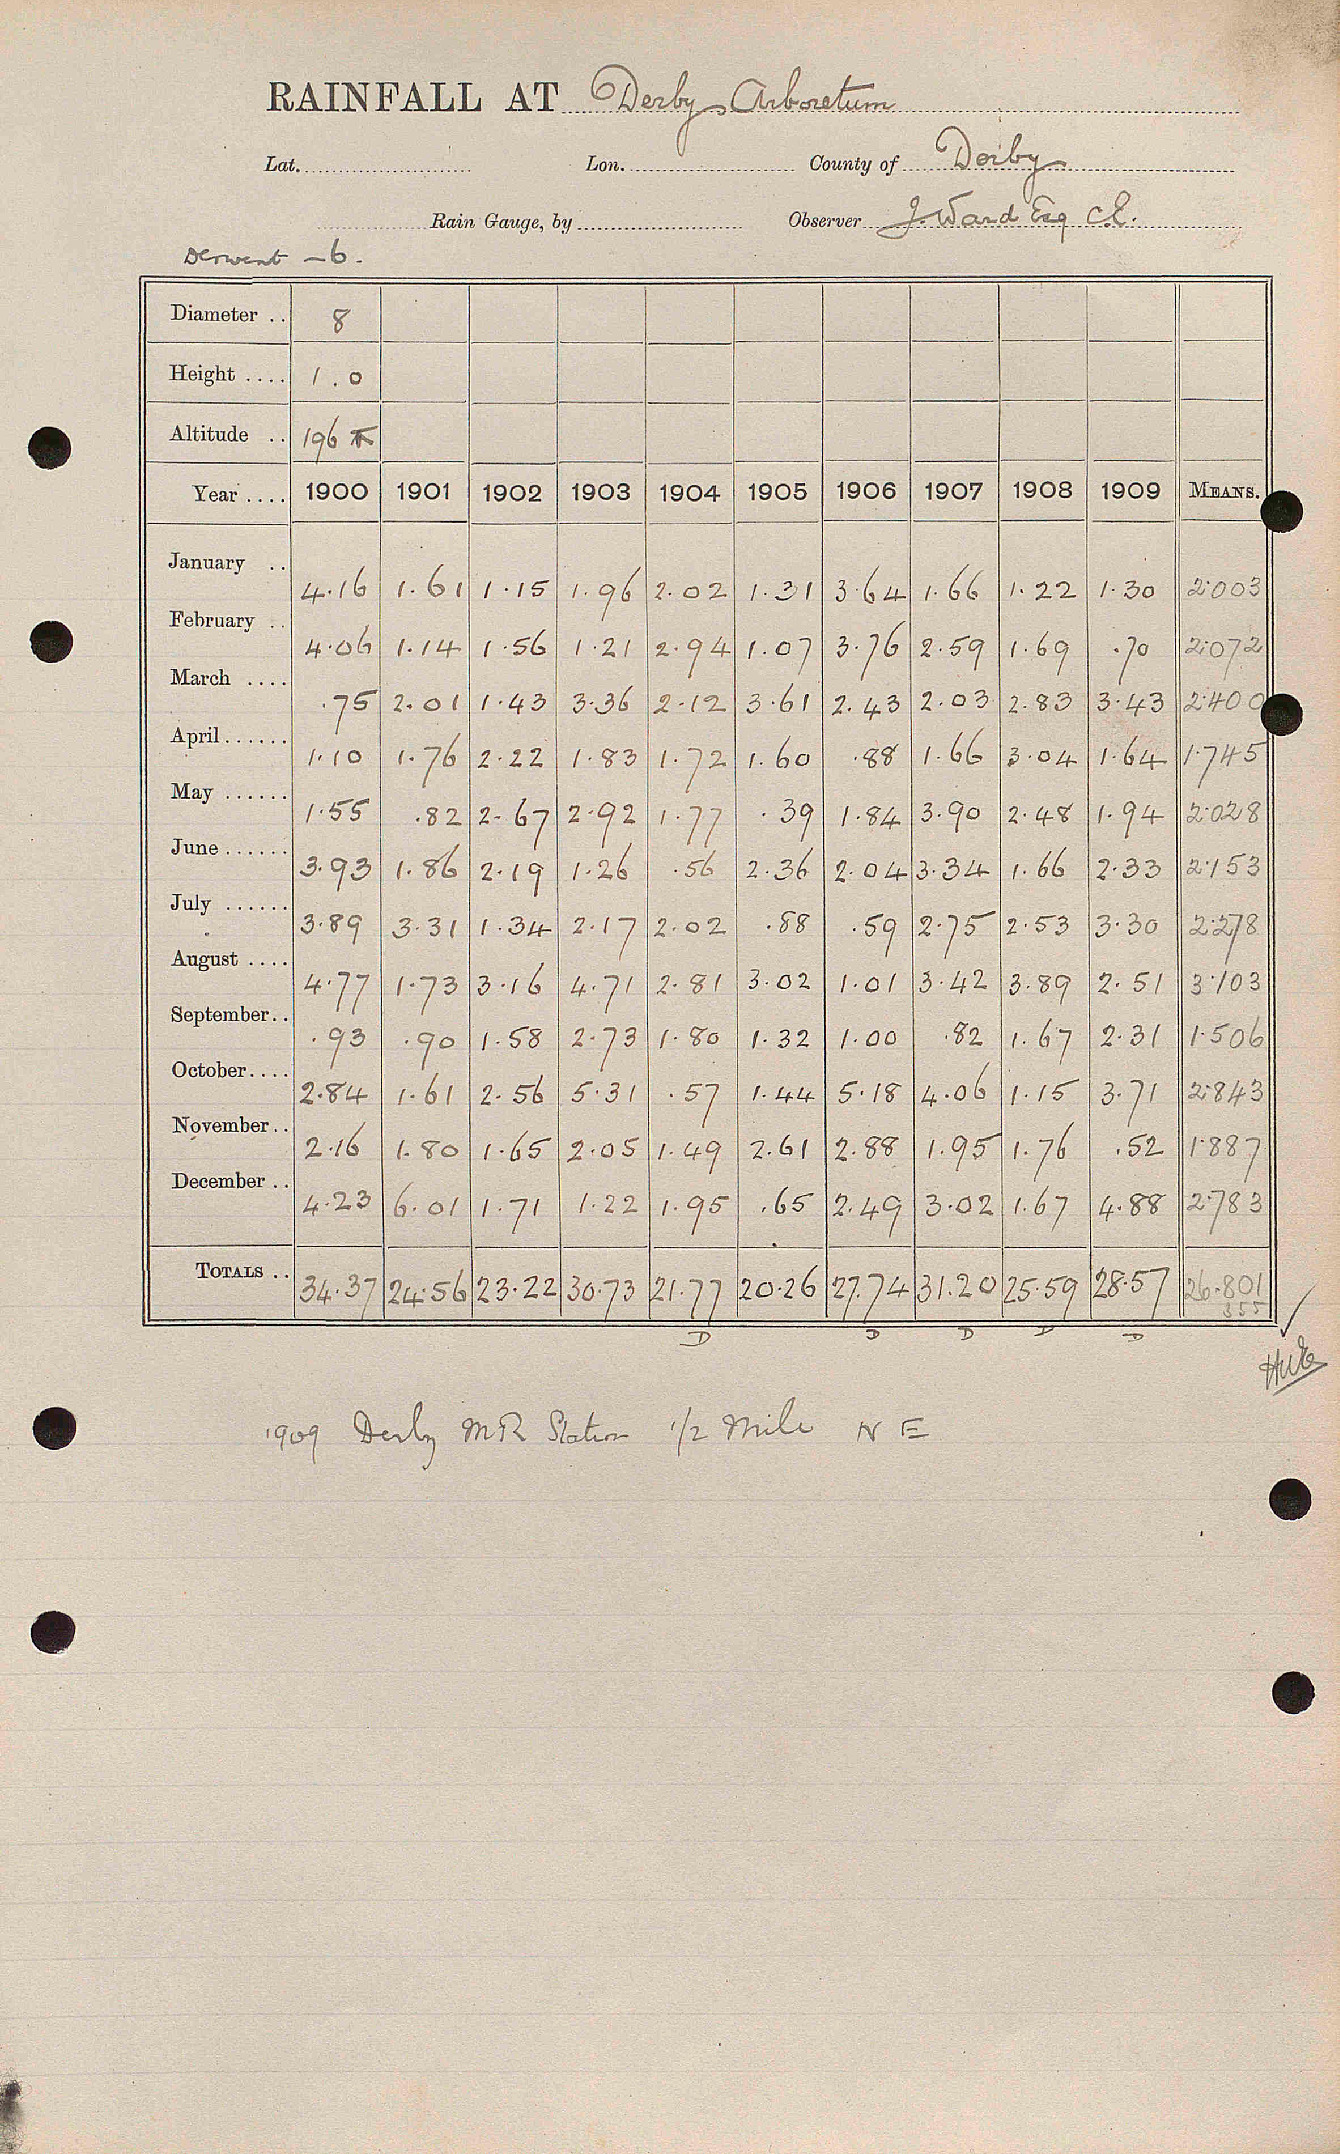 RAINFALL AT Derby Arboretum
Lat. Lon. County of Derby
Rain Gauge, by Observer J. Ward Esq C.E.
Derwent - 6.
Diameter .. 8
Height .... 1.0
Altitude .. 196
Year .... 1900 1901 1902 1903 1904 1905 1906 1907 1908 1909 MEANS.
January .. 4.16 1.61 1.15 1.96 2.02 1.31 3.64 1.66 1.22 1.30 2.003
February .. 4.06 1.14 1.56 1.21 2.94 1.07 3.76 2.59 1.69 .70 2.072
March .... .75 2.01 1.43 3.36 2.12 3.61 2.43 2.03 2.83 3.43 2.400
April...... 1.10 1.76 2.22 1.83 1.72 1.60 .88 1.66 3.04 1.64 1.745
May ...... 1.55 .82 2.67 2.92 1.77 .39 1.84 3.90 2.48 1.94 2.028
June ...... 3.93 1.86 2.19 1.26 .56 2.36 2.04 3.34 1.66 2.33 2.153
July ...... 3.89 3.31 1.34 2.17 2.02 .88 .59 2.75 2.53 3.30 2.278
August .... 4.77 1.73 3.16 4.71 2.81 3.02 1.01 3.42 3.89 2.51 3.103
September.. .93 .90 1.58 2.73 1.80 1.32 1.00 .82 1.67 2.31 1.506
October.... 2.84 1.61 2.56 5.31 .57 1.44 5.18 4.06 1.15 3.71 2.843
November.. 2.16 1.80 1.65 2.05 1.49 2.61 2.88 1.95 1.76 .52 1.887
December .. 4.23 6.01 1.71 1.22 1.95 .65 2.49 3.02 1.67 4.88 2.783
TOTALS .. 34.37 24.56 23.22 30.73 21.77 20.26 27.74 31.20 25.59 28.57 26.801
355
D D D D D
1909 Derby MR Station 1/2 Mile N E